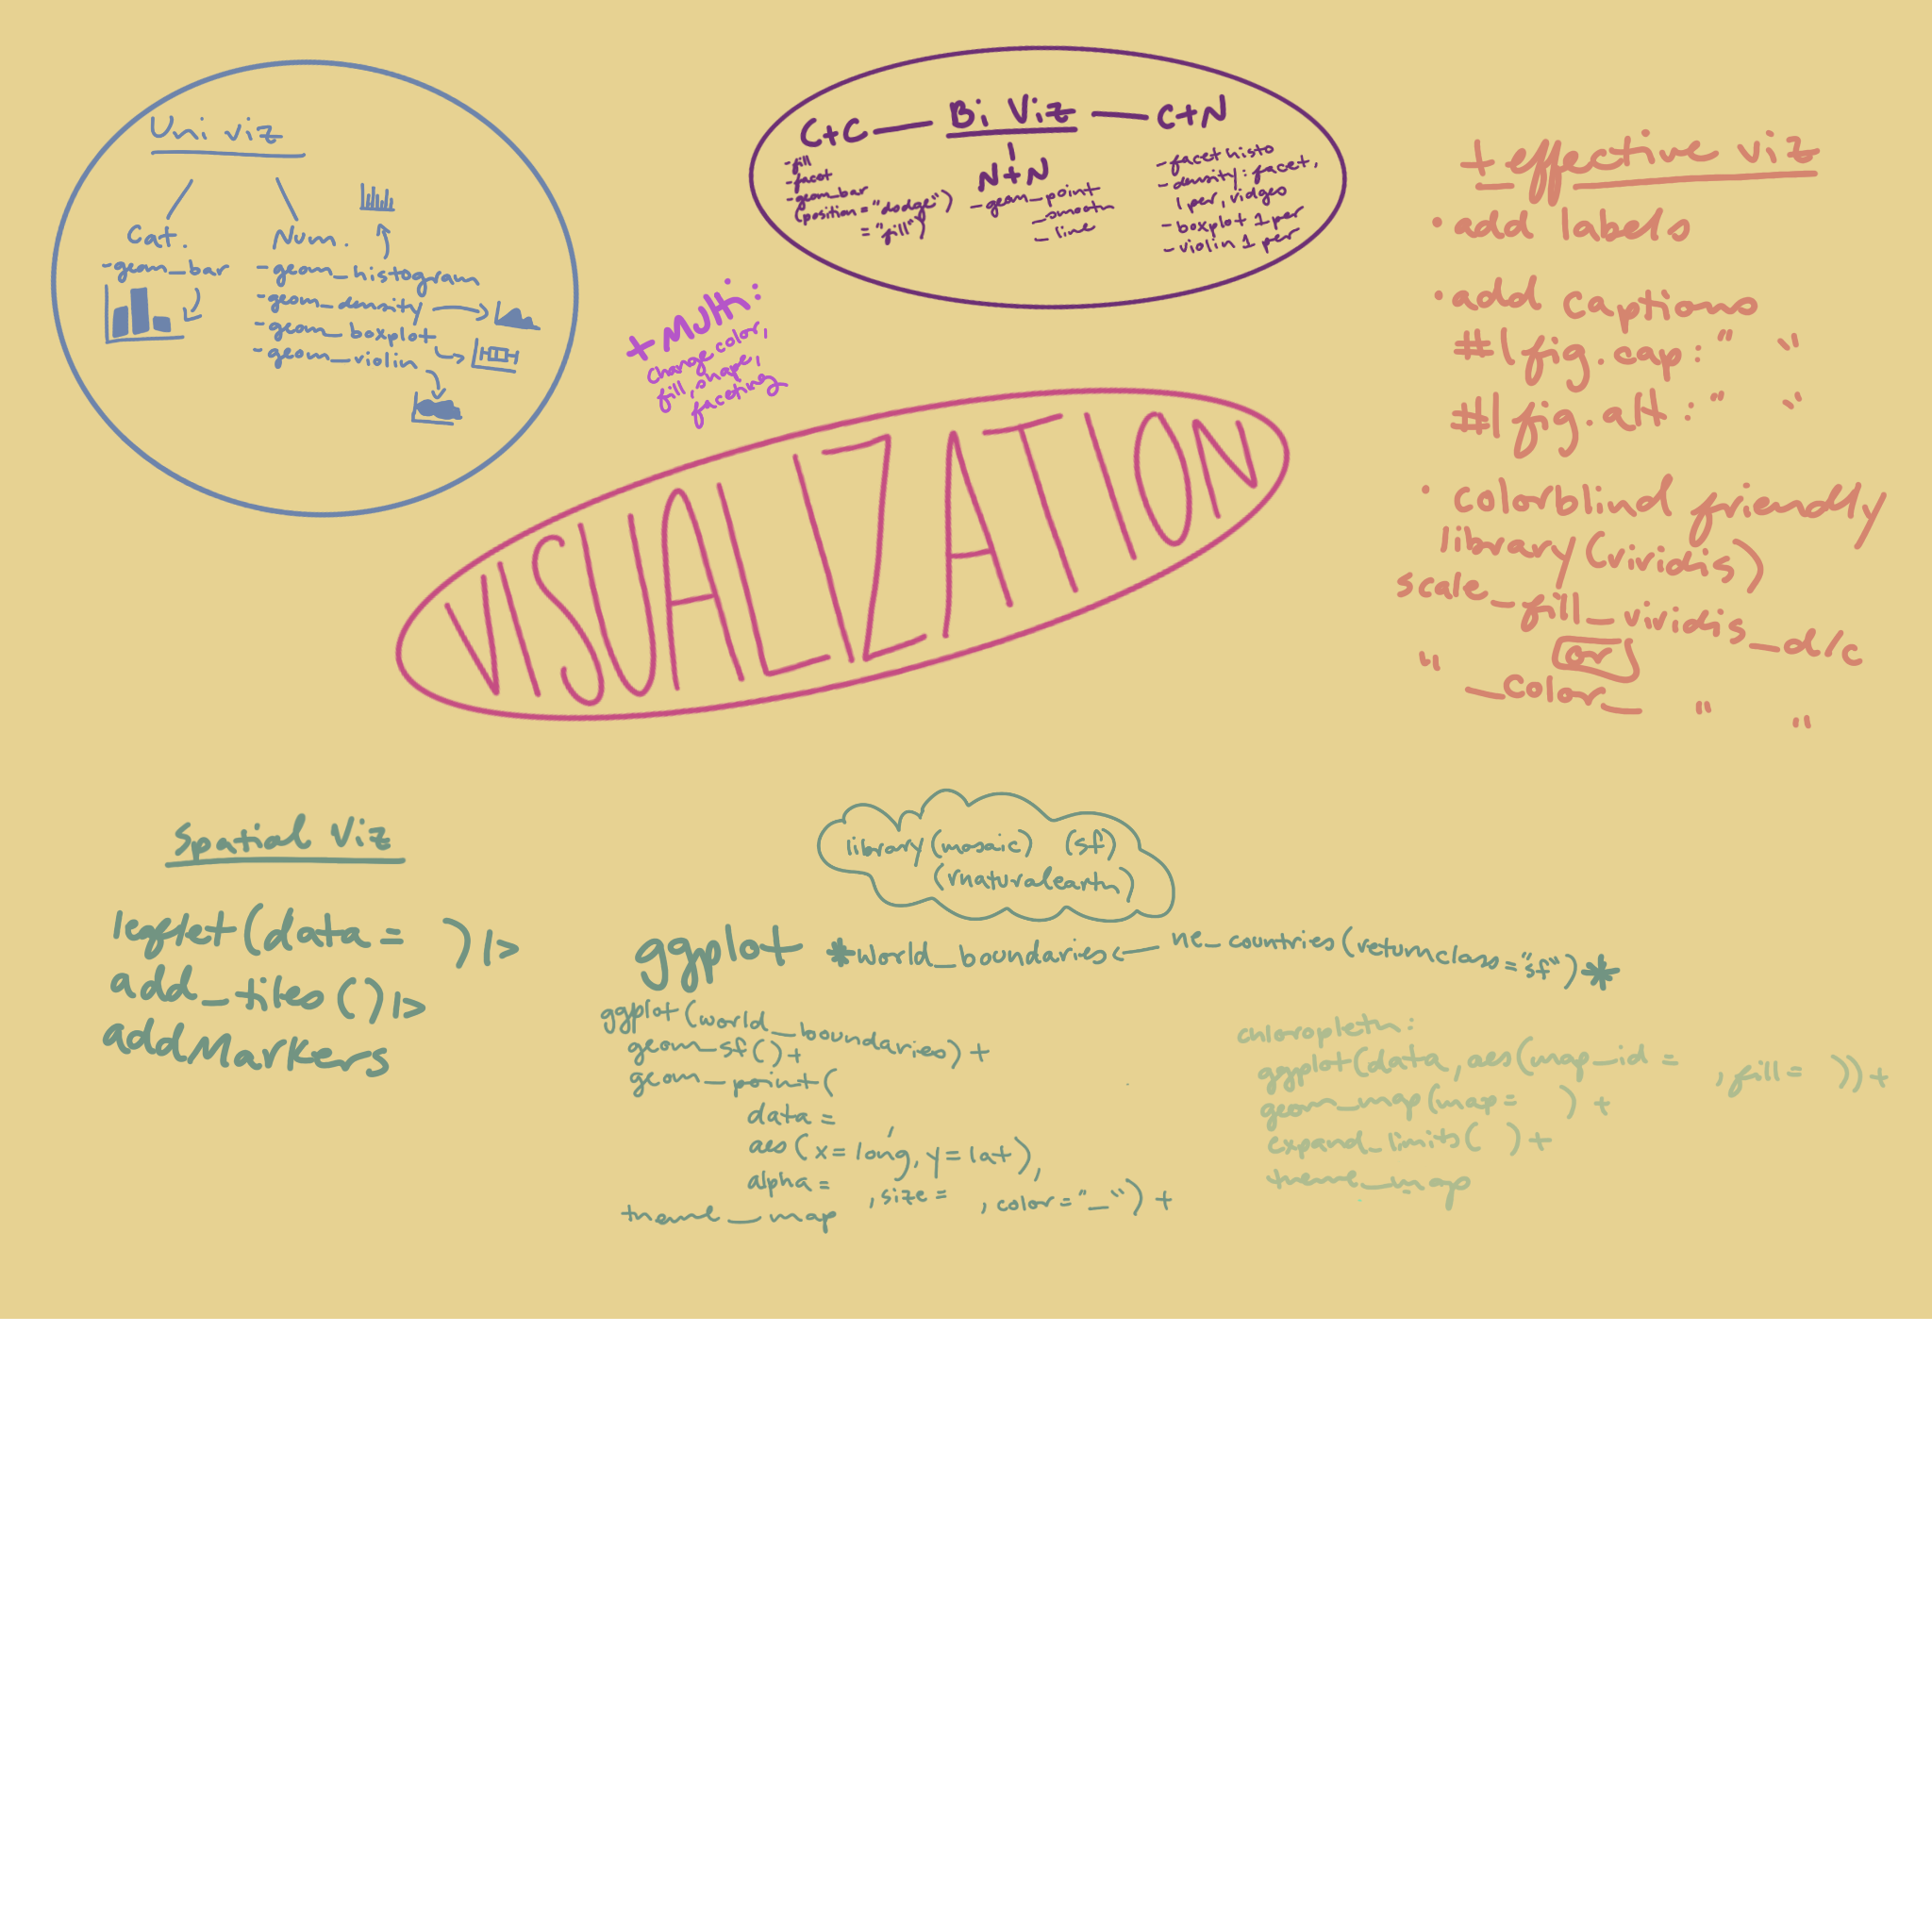 Uni viz
Cat.
-geom_bar
Num.
-geom_histogram
-geom_density
-geom_boxplot
-geom_violin
C+C — Bi Viz — C+N
-fill
-facet
-geom_bar
(position = "dodge")
= "fill")
N+N
-geom_point
-smooth
-line
-facet histo
-density: facet,
1 per, ridges
-boxplot 1 per
-violin 1 per
+Multi:
change color,
fill, shape,
faceting
VISUALIZATION
+ effective viz
• add labels
• add captions
#| fig.cap: " "
#| fig.alt: " "
• colorblind friendly
library(viridis)
scale_fill_viridis_d/c
or
" _color_ " "
Spatial Viz
leaflet(data = ) |>
add_tiles() |>
addMarkers
library (mosaic) (sf)
(rnaturalearth)
ggplot *world_boundaries <— ne_countries(returnclass = "sf")*
ggplot(world_boundaries) +
geom_sf() +
geom_point(
data = ,
aes(x = long, y = lat),
alpha = , size = , color = "_") +
theme_map
chloropleth:
ggplot(data, aes(map_id = , fill = )) +
geom_map(map = ) +
expand_limits( ) +
theme_map